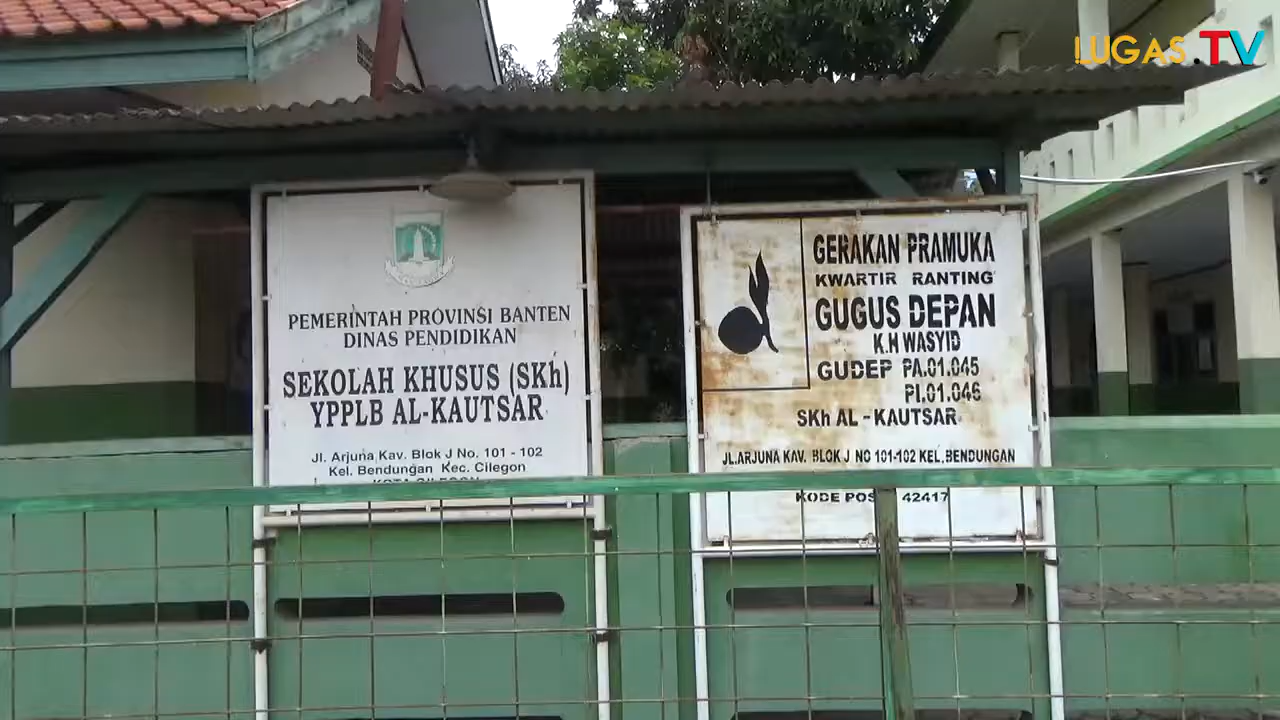 LUGAS.TV
PEMERINTAH PROVINSI BANTEN
DINAS PENDIDIKAN
SEKOLAH KHUSUS (SKh)
YPPLB AL-KAUTSAR
Jl. Arjuna Kav. Blok J No. 101 - 102
Kel. Bendungan Kec. Cilegon
KOTA CILEGON
GERAKAN PRAMUKA
KWARTIR RANTING
GUGUS DEPAN
K.H WASYID
GUDEP PA.01.045
PI.01.046
SKh AL - KAUTSAR
JL.ARJUNA KAV. BLOK J NO 101-102 KEL.BENDUNGAN
KODE POS 42417